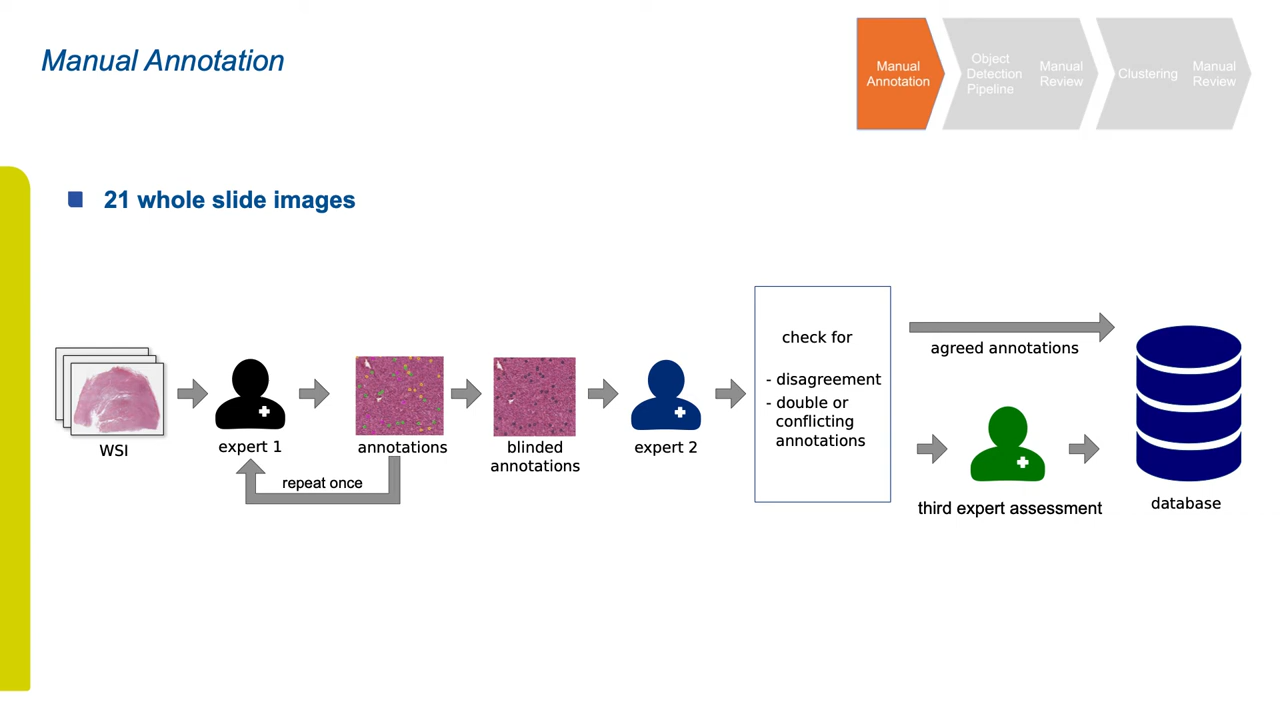 Manual Annotation
Manual
Annotation
Object
Detection
Pipeline
Manual
Review
Clustering
Manual
Review
21 whole slide images
WSI
expert 1
repeat once
annotations
blinded
annotations
expert 2
check for
- disagreement
- double or
conflicting
annotations
agreed annotations
third expert assessment
database